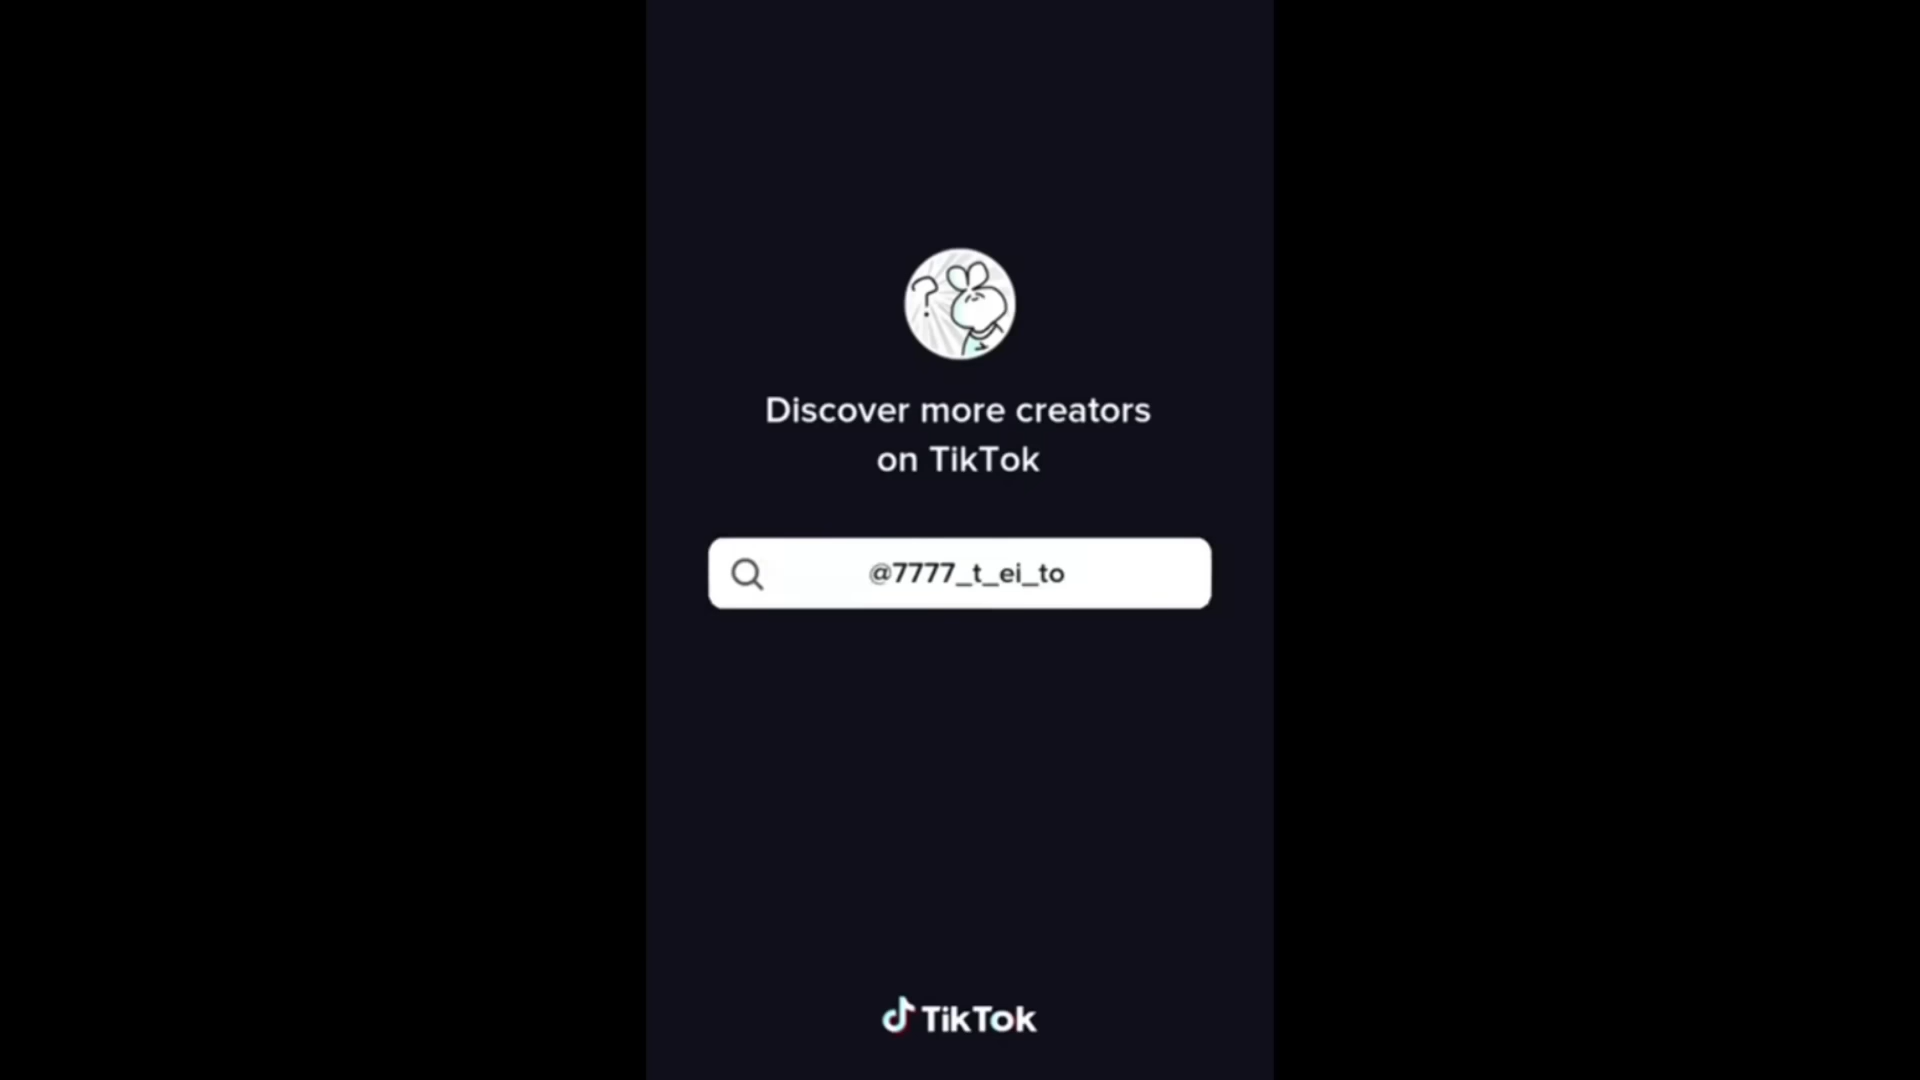 ?
Discover more creators
on TikTok
@7777_t_ei_to
TikTok